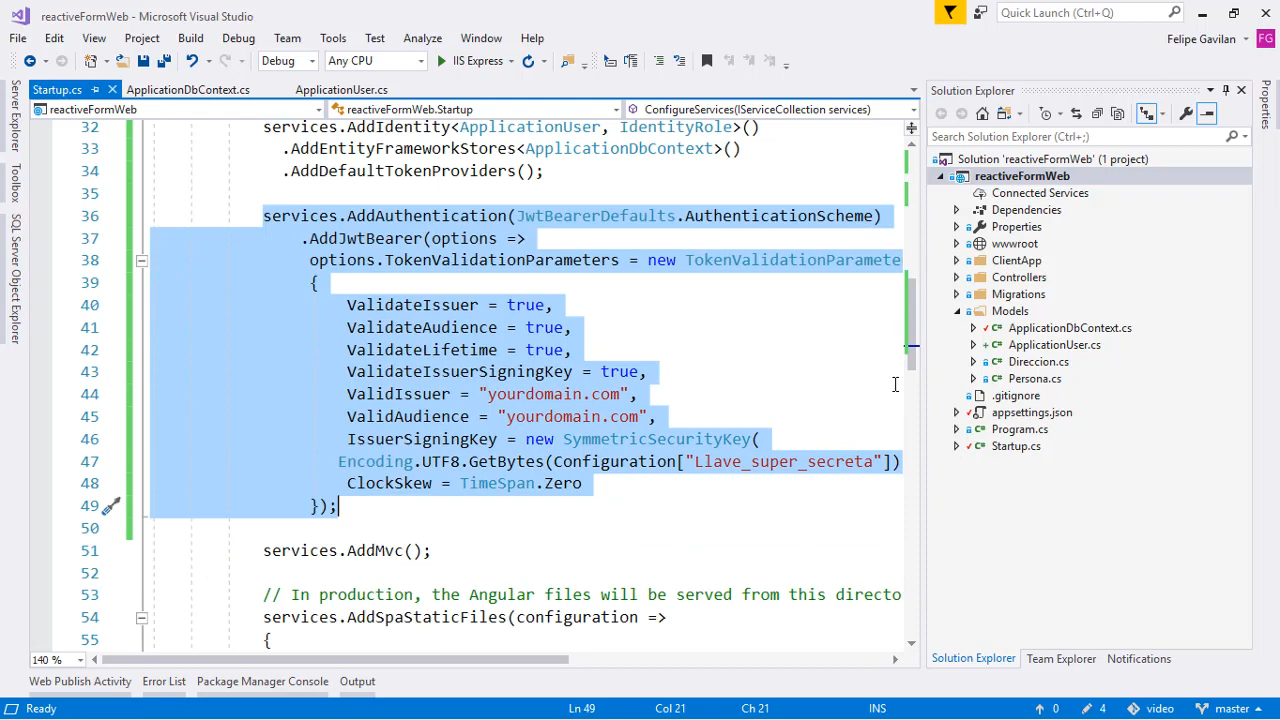 reactiveFormWeb - Microsoft Visual Studio
Quick Launch (Ctrl+Q)
File Edit View Project Build Debug Team Tools Test Analyze Window Help
Felipe Gavilan FG
Debug Any CPU IIS Express
Startup.cs ApplicationDbContext.cs ApplicationUser.cs
reactiveFormWeb reactiveFormWeb.Startup ConfigureServices(IServiceCollection services)
Server Explorer
Toolbox
SQL Server Object Explorer
32 services.AddIdentity<ApplicationUser, IdentityRole>()
33 .AddEntityFrameworkStores<ApplicationDbContext>()
34 .AddDefaultTokenProviders();
35
36 services.AddAuthentication(JwtBearerDefaults.AuthenticationScheme)
37 .AddJwtBearer(options =>
38 options.TokenValidationParameters = new TokenValidationParamete
39 {
40 ValidateIssuer = true,
41 ValidateAudience = true,
42 ValidateLifetime = true,
43 ValidateIssuerSigningKey = true,
44 ValidIssuer = "yourdomain.com",
45 ValidAudience = "yourdomain.com",
46 IssuerSigningKey = new SymmetricSecurityKey(
47 Encoding.UTF8.GetBytes(Configuration["Llave_super_secreta"])
48 ClockSkew = TimeSpan.Zero
49 });
50
51 services.AddMvc();
52
53 // In production, the Angular files will be served from this directo
54 services.AddSpaStaticFiles(configuration =>
55 {
140 %
Solution Explorer
Search Solution Explorer (Ctrl+;)
Solution 'reactiveFormWeb' (1 project)
reactiveFormWeb
Connected Services
Dependencies
Properties
wwwroot
ClientApp
Controllers
Migrations
Models
ApplicationDbContext.cs
ApplicationUser.cs
Direccion.cs
Persona.cs
.gitignore
appsettings.json
Program.cs
Startup.cs
Solution Explorer Team Explorer Notifications
Properties
Web Publish Activity Error List Package Manager Console Output
Ready Ln 49 Col 21 Ch 21 INS 0 4 video master